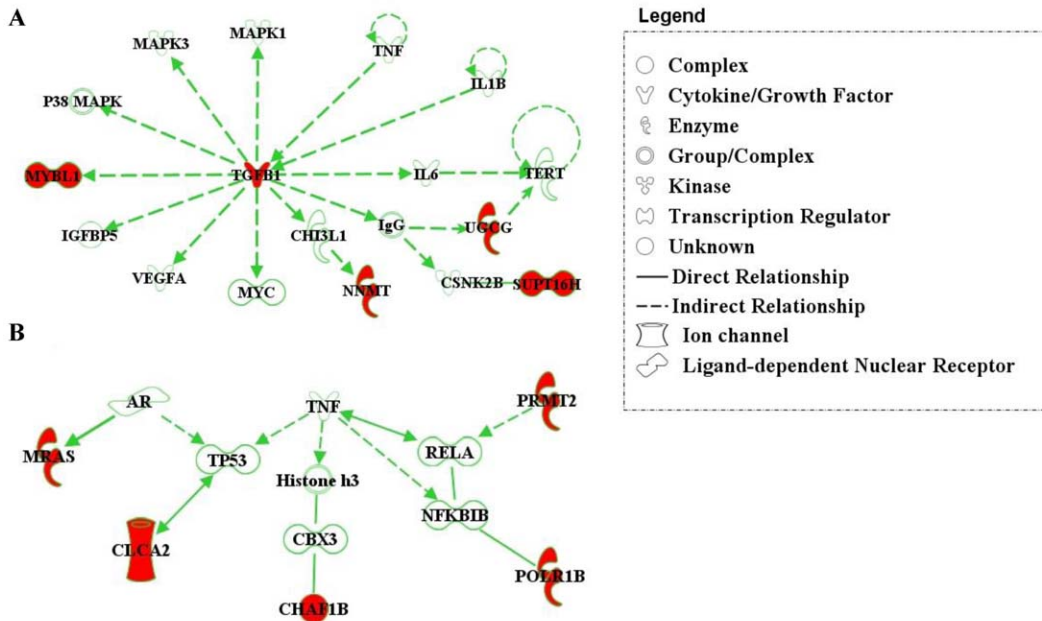 A
MAPK3
MAPK1
TNF
IL1B
P38 MAPK
MYBL1
TGFB1
IL6
TERT
IGFBP5
CHI3L1
IgG
UGCG
VEGFA
MYC
NNMT
CSNK2B
SUPT16H
B
AR
TNF
PRMT2
MRAS
TP53
RELA
Histone h3
NFKBIB
CLCA2
CBX3
POLR1B
CHAF1B
Legend
Complex
Cytokine/Growth Factor
Enzyme
Group/Complex
Kinase
Transcription Regulator
Unknown
Direct Relationship
Indirect Relationship
Ion channel
Ligand-dependent Nuclear Receptor